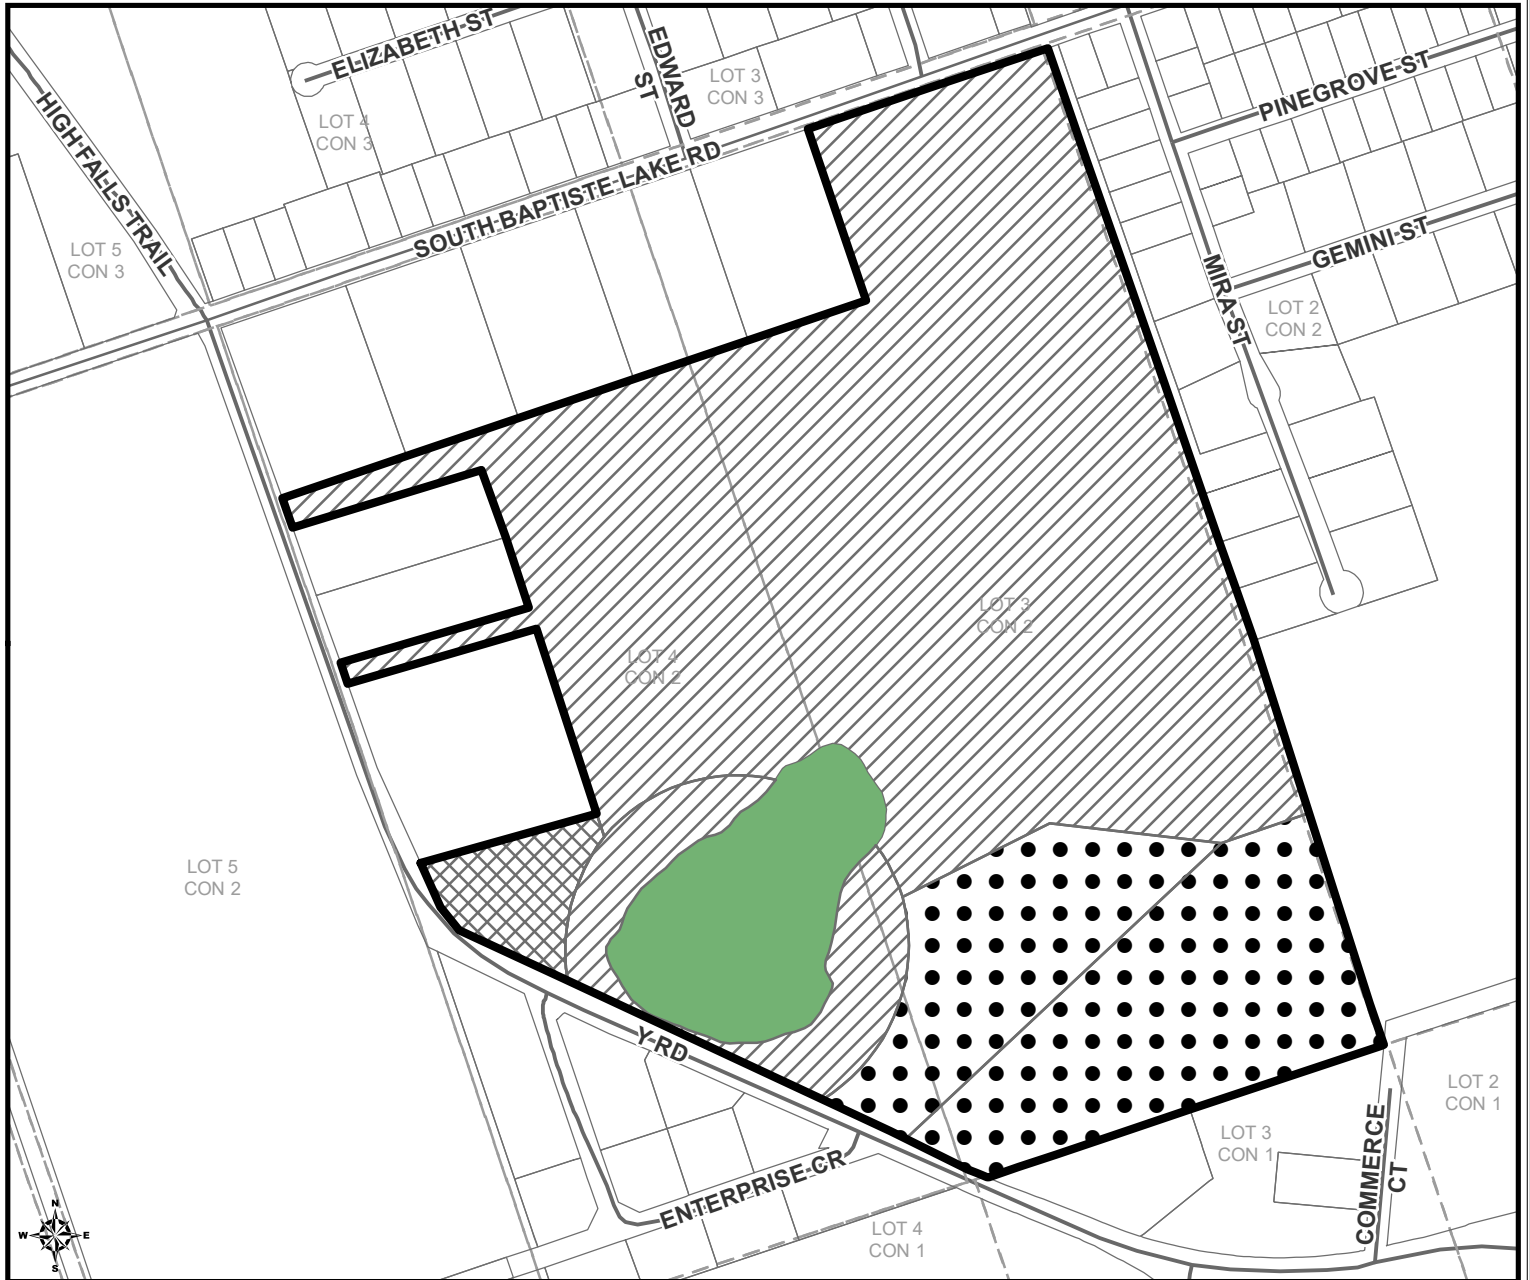 ELIZABETH ST
EDWARD
ST
LOT 3
CON 3
PINEGROVE ST
HIGH FALLS TRAIL
LOT 4
CON 3
SOUTH BAPTISTE LAKE RD
LOT 5
CON 3
GEMINI ST
MIRA ST
LOT 2
CON 2
LOT 3
CON 2
LOT 4
CON 2
LOT 5
CON 2
Y RD
LOT 2
CON 1
LOT 3
CON 1
COMMERCE
CT
ENTERPRISE CR
LOT 4
CON 1
N
W E
S